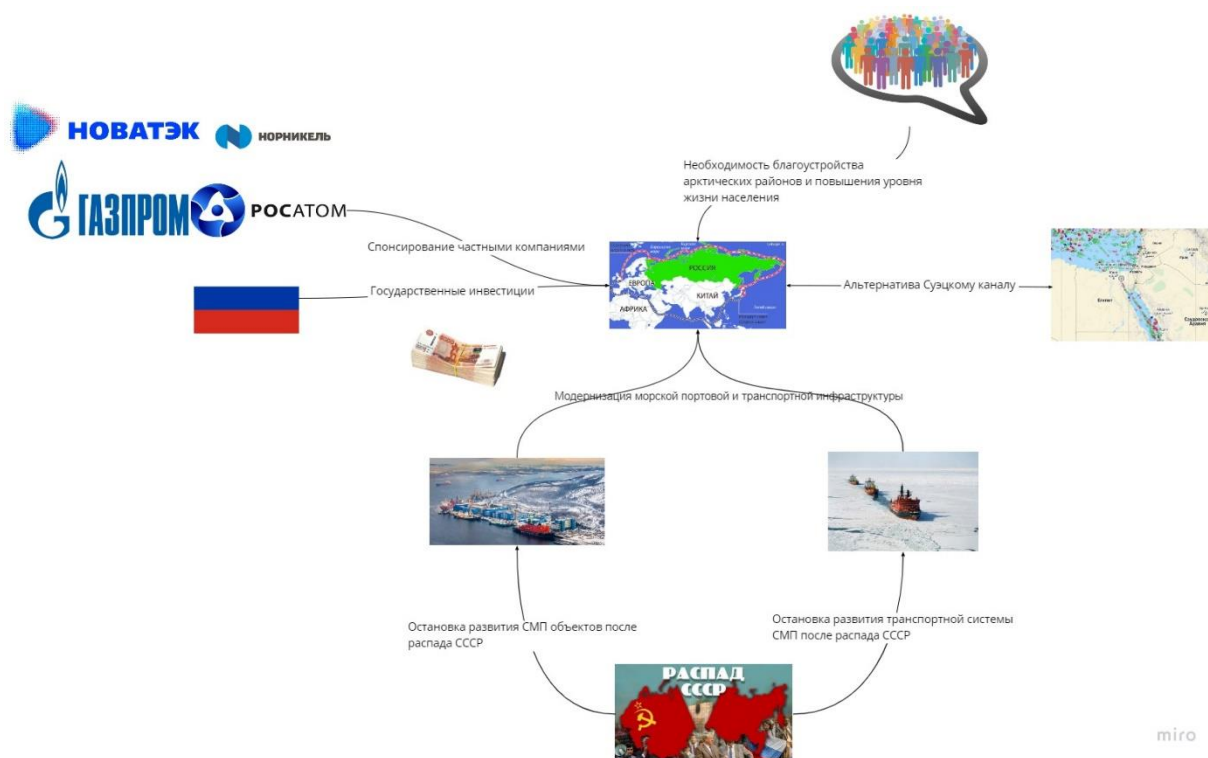 НОВАТЭК
НОРНИКЕЛЬ
ГАЗПРОМ
РОСАТОМ
Необходимость благоустройства
арктических районов и повышения уровня
жизни населения
Спонсирование частными компаниями
Государственные инвестиции
РОССИЯ
ЕВРОПА
КИТАЙ
АФРИКА
Альтернатива Суэцкому каналу
Египет
Модернизация морской портовой и транспортной инфраструктуры
Остановка развития СМП объектов после
распада СССР
Остановка развития транспортной системы
СМП после распада СССР
РАСПАД
СССР
miro